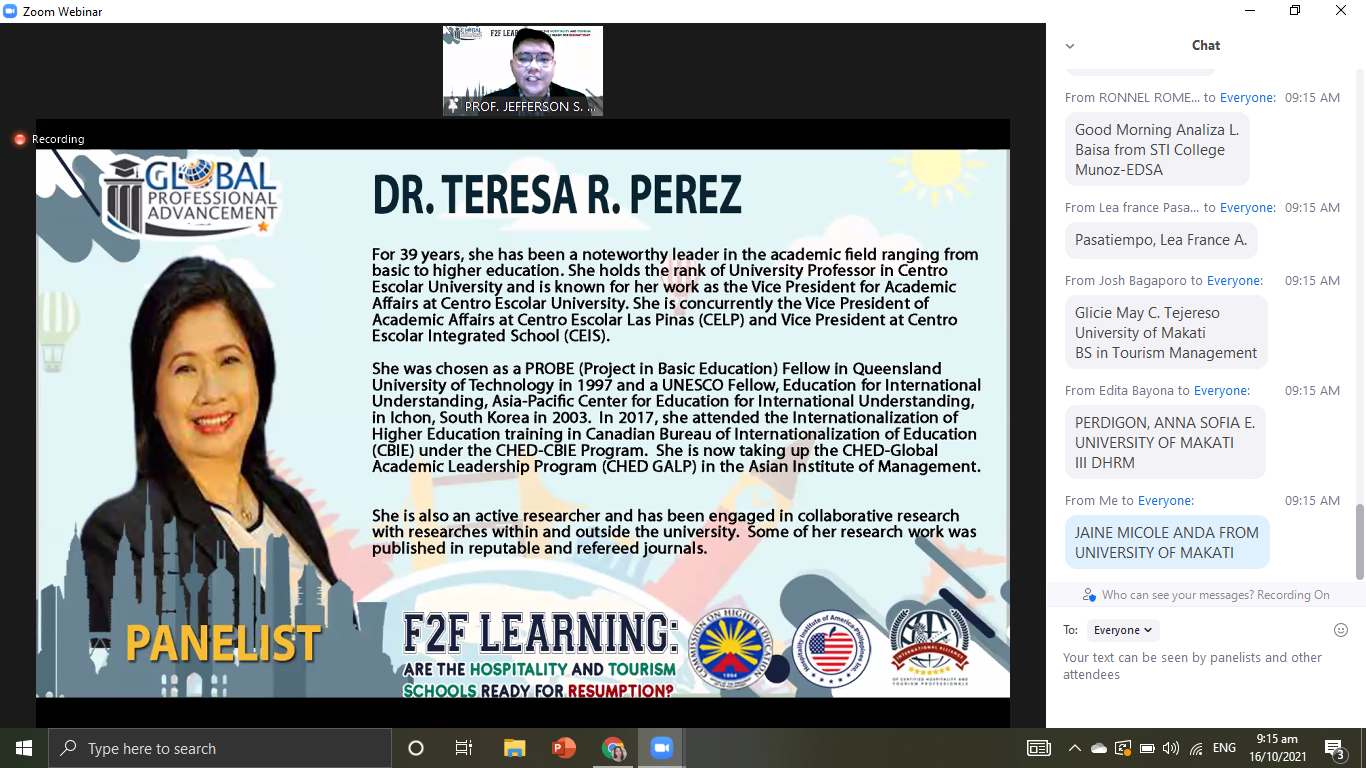 Zoom Webinar
PROF. JEFFERSON S. ...
Recording
GLOBAL
PROFESSIONAL
ADVANCEMENT
DR. TERESA R. PEREZ
For 39 years, she has been a noteworthy leader in the academic field ranging from
basic to higher education. She holds the rank of University Professor in Centro
Escolar University and is known for her work as the Vice President for Academic
Affairs at Centro Escolar University. She is concurrently the Vice President of
Academic Affairs at Centro Escolar Las Pinas (CELP) and Vice President at Centro
Escolar Integrated School (CEIS).
She was chosen as a PROBE (Project in Basic Education) Fellow in Queensland
University of Technology in 1997 and a UNESCO Fellow, Education for International
Understanding, Asia-Pacific Center for Education for International Understanding,
in Ichon, South Korea in 2003. In 2017, she attended the Internationalization of
Higher Education training in Canadian Bureau of Internationalization of Education
(CBIE) under the CHED-CBIE Program. She is now taking up the CHED-Global
Academic Leadership Program (CHED GALP) in the Asian Institute of Management.
She is also an active researcher and has been engaged in collaborative research
with researches within and outside the university. Some of her research work was
published in reputable and refereed journals.
PANELIST
F2F LEARNING:
ARE THE HOSPITALITY AND TOURISM
SCHOOLS READY FOR RESUMPTION?
COMMISSION ON HIGHER EDUCATION
1994
Hospitality Institute of America-Philippines Inc.
INTERNATIONAL ALLIANCE
OF CERTIFIED HOSPITALITY AND
TOURISM PROFESSIONALS
Chat
From RONNEL ROME... to Everyone: 09:15 AM
Good Morning Analiza L.
Baisa from STI College
Munoz-EDSA
From Lea france Pasa... to Everyone: 09:15 AM
Pasatiempo, Lea France A.
From Josh Bagaporo to Everyone: 09:15 AM
Glicie May C. Tejereso
University of Makati
BS in Tourism Management
From Edita Bayona to Everyone: 09:15 AM
PERDIGON, ANNA SOFIA E.
UNIVERSITY OF MAKATI
III DHRM
From Me to Everyone: 09:15 AM
JAINE MICOLE ANDA FROM
UNIVERSITY OF MAKATI
Who can see your messages? Recording On
To: Everyone
Your text can be seen by panelists and other
attendees
Type here to search
ENG
9:15 am
16/10/2021
3